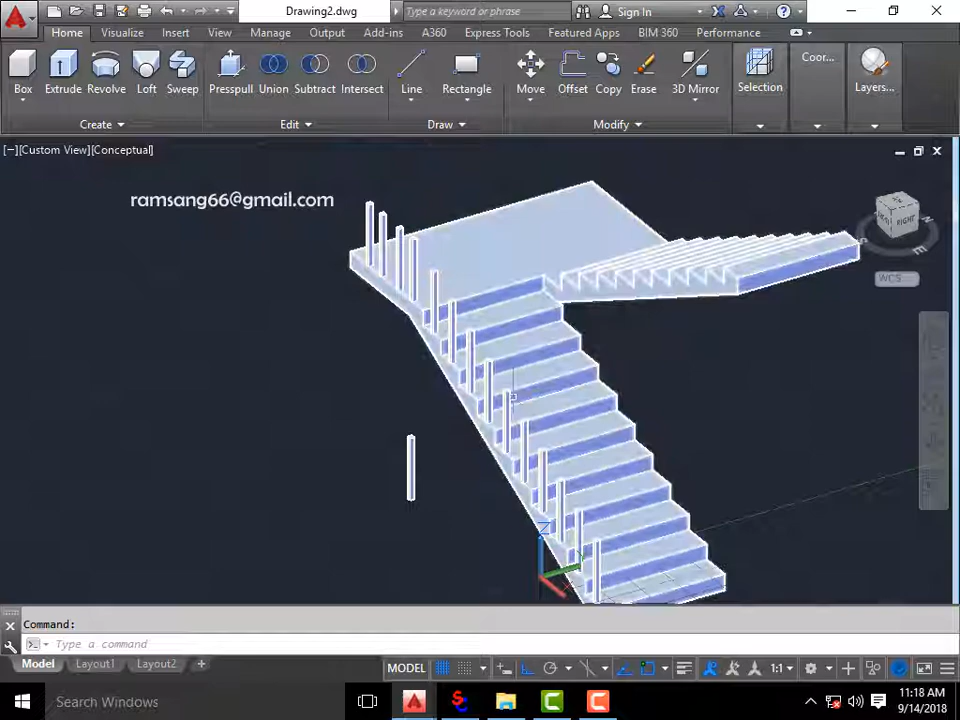 Drawing2.dwg
Type a keyword or phrase
Sign In
Home
Visualize
Insert
View
Manage
Output
Add-ins
A360
Express Tools
Featured Apps
BIM 360
Performance
Box
Extrude
Revolve
Loft
Sweep
Presspull
Union
Subtract
Intersect
Line
Rectangle
Move
Offset
Copy
Erase
3D Mirror
Selection
Coor...
Layers...
Create
Edit
Draw
Modify
[−][Custom View][Conceptual]
ramsang66@gmail.com
RIGHT
N
E
WCS
Z
Command:
Type a command
Model
Layout1
Layout2
MODEL
1:1
Search Windows
11:18 AM
9/14/2018